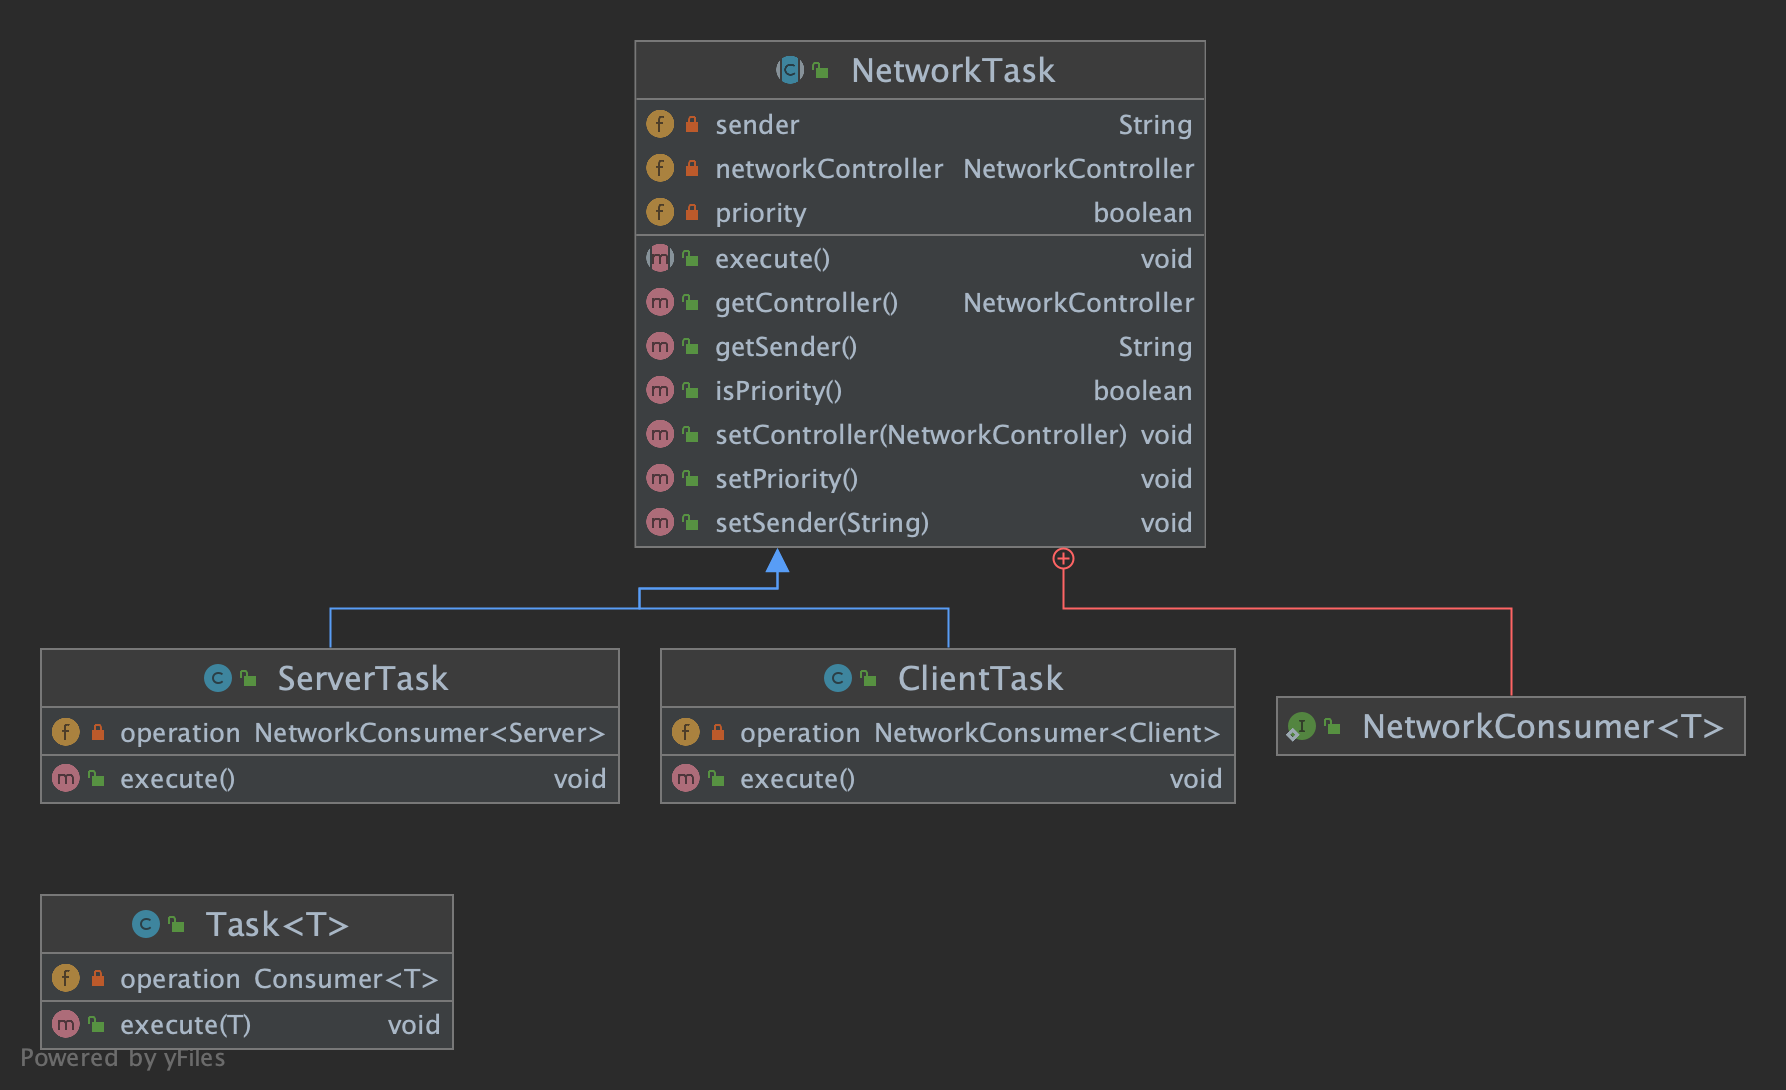 NetworkTask
sender String
networkController NetworkController
priority boolean
execute() void
getController() NetworkController
getSender() String
isPriority() boolean
setController(NetworkController) void
setPriority() void
setSender(String) void
ServerTask
operation NetworkConsumer<Server>
execute() void
ClientTask
operation NetworkConsumer<Client>
execute() void
NetworkConsumer<T>
Task<T>
operation Consumer<T>
execute(T) void
Powered by yFiles